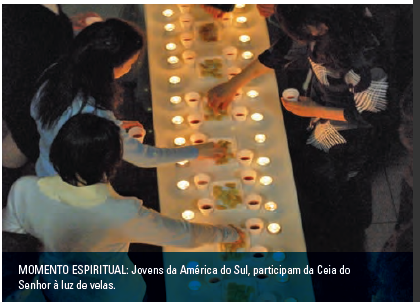 MOMENTO ESPIRITUAL: Jovens da América do Sul, participam da Ceia do
Senhor à luz de velas.